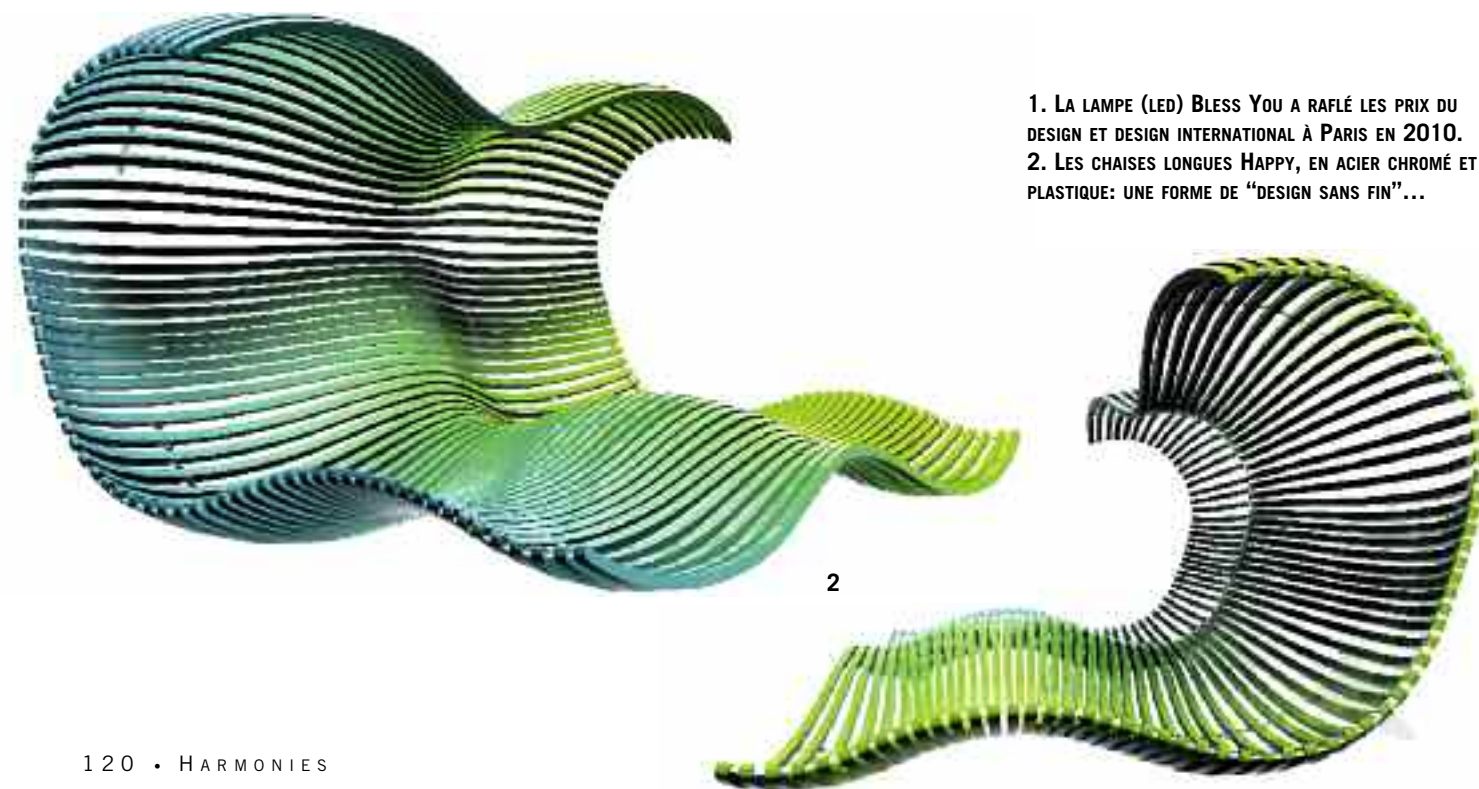 1. La lampe (led) Bless You a raflé les prix du
design et design international à Paris en 2010.
2. Les chaises longues Happy, en acier chromé et
plastique: une forme de “design sans fin”...
2
120 • Harmonies